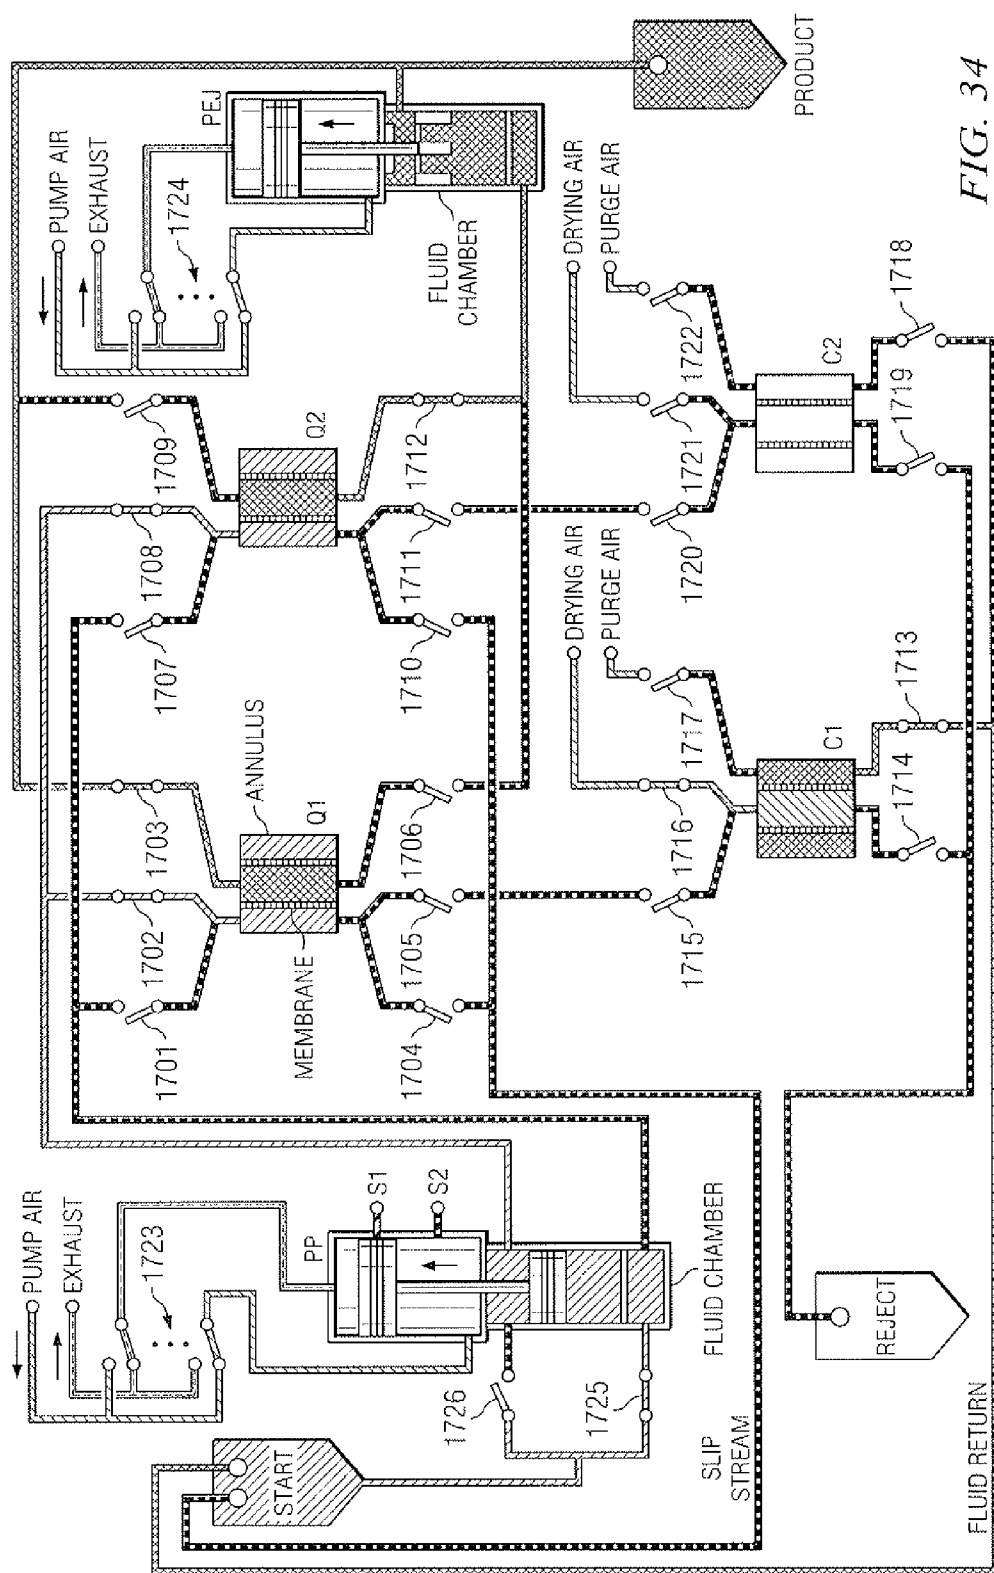 PUMP AIR
EXHAUST
1723
START
PP
S1
S2
1726
1725
FLUID CHAMBER
SLIP
STREAM
REJECT
FLUID RETURN
1701
1702
1703
ANNULUS
Q1
MEMBRANE
1704
1705
1706
1707
1708
1709
Q2
1710
1711
1712
PUMP AIR
EXHAUST
1724
PEJ
FLUID
CHAMBER
PRODUCT
DRYING AIR
PURGE AIR
1715
1716
1717
C1
1714
1713
DRYING AIR
PURGE AIR
1720
1721
1722
C2
1719
1718
FIG. 34